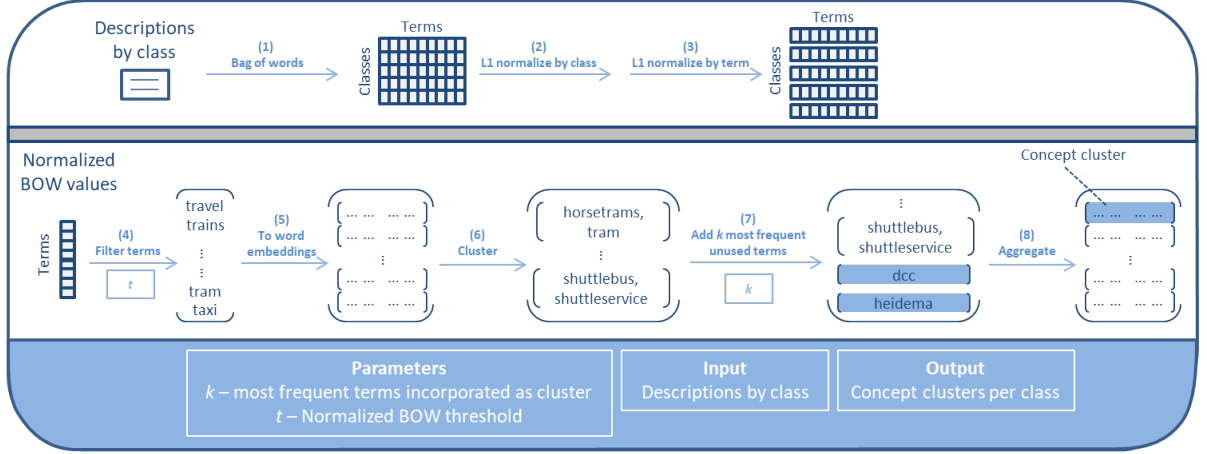 Descriptions
by class
(1)
Bag of words
Terms
Classes
(2)
L1 normalize by class
(3)
L1 normalize by term
Terms
Classes
Normalized
BOW values
Terms
(4)
Filter terms
t
travel
trains
...
...
tram
taxi
(5)
To word
embeddings
... ... ... ...
... ... ... ...
...
... ... ... ...
... ... ... ...
(6)
Cluster
horsetrams,
tram
...
shuttlebus,
shuttleservice
(7)
Add k most frequent
unused terms
k
...
shuttlebus,
shuttleservice
dcc
heidema
(8)
Aggregate
Concept cluster
... ... ... ...
... ... ... ...
...
... ... ... ...
... ... ... ...
Parameters
k – most frequent terms incorporated as cluster
t – Normalized BOW threshold
Input
Descriptions by class
Output
Concept clusters per class